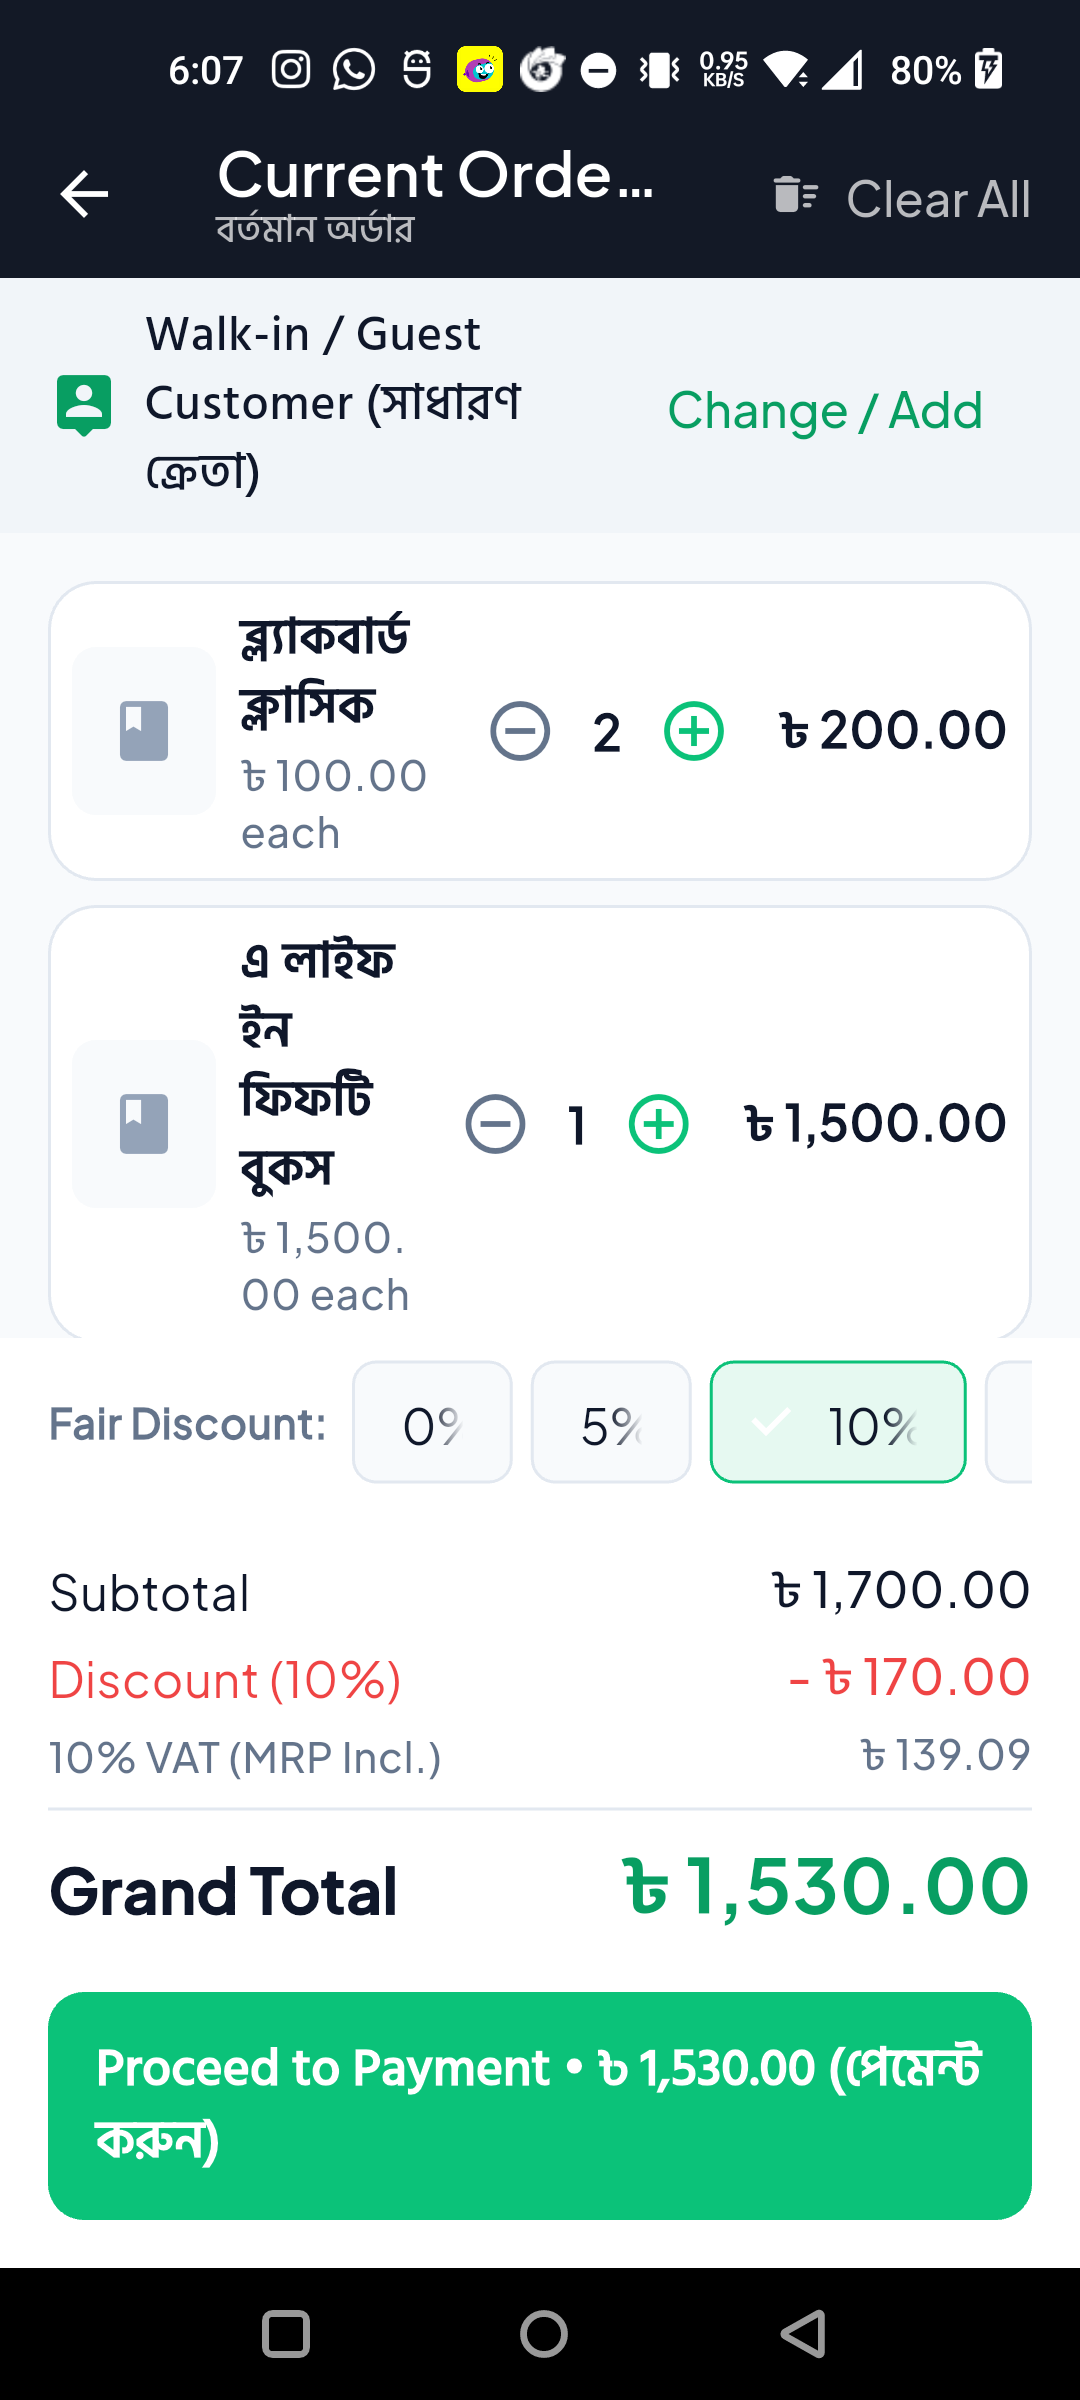 6:07 0.95 KB/S 80%
Current Orde...
বর্তমান অর্ডার
Clear All
Walk-in / Guest
Customer (সাধারণ
ক্রেতা)
Change / Add
ব্ল্যাকবার্ড
ক্লাসিক
৳ 100.00
each
2
৳ 200.00
এ লাইফ
ইন
ফিফটি
বুকস
৳ 1,500.
00 each
1
৳ 1,500.00
Fair Discount: 0% 5% 10%
Subtotal ৳ 1,700.00
Discount (10%) - ৳ 170.00
10% VAT (MRP Incl.) ৳ 139.09
Grand Total ৳ 1,530.00
Proceed to Payment • ৳ 1,530.00 (পেমেন্ট
করুন)